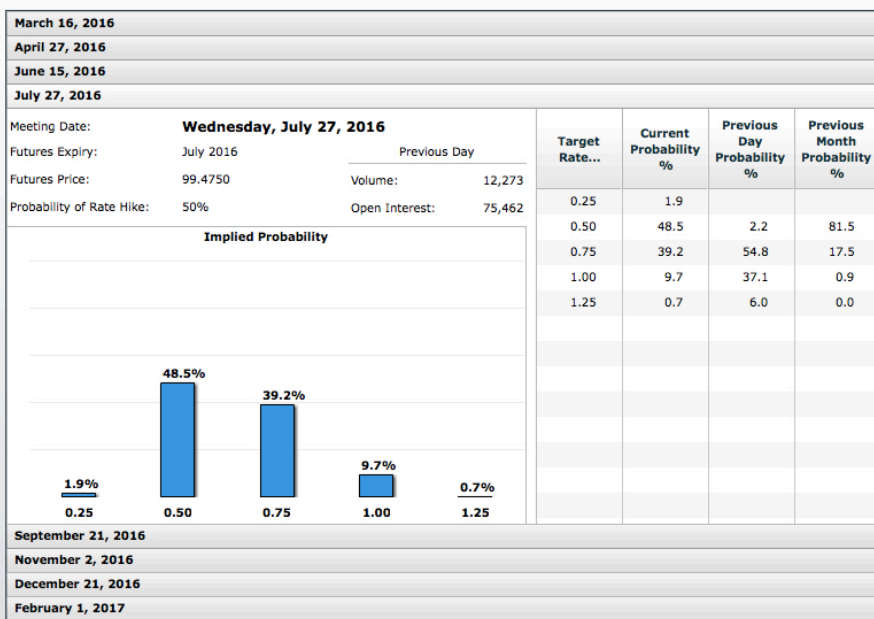 March 16, 2016
April 27, 2016
June 15, 2016
July 27, 2016
Meeting Date: Wednesday, July 27, 2016
Futures Expiry: July 2016 Previous Day
Futures Price: 99.4750 Volume: 12,273
Probability of Rate Hike: 50% Open Interest: 75,462
Implied Probability
48.5%
39.2%
9.7%
1.9%
0.7%
0.25 0.50 0.75 1.00 1.25
Target Rate... Current Probability % Previous Day Probability % Previous Month Probability %
0.25 1.9
0.50 48.5 2.2 81.5
0.75 39.2 54.8 17.5
1.00 9.7 37.1 0.9
1.25 0.7 6.0 0.0
September 21, 2016
November 2, 2016
December 21, 2016
February 1, 2017